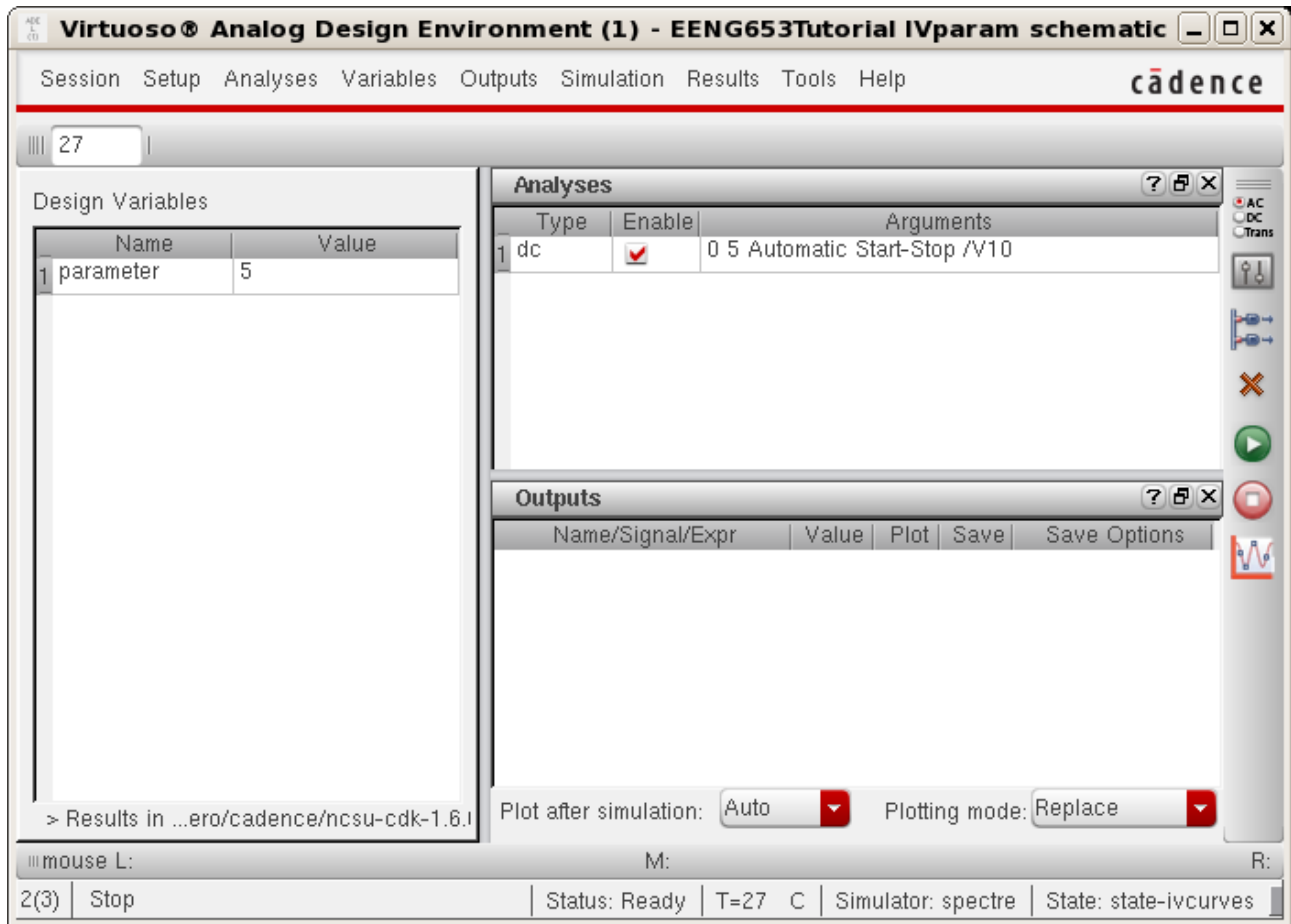 Virtuoso® Analog Design Environment (1) - EENG653Tutorial IVparam schematic
Session Setup Analyses Variables Outputs Simulation Results Tools Help
cādence
27
Design Variables
Name Value
1 parameter 5
> Results in ...ero/cadence/ncsu-cdk-1.6.
Analyses
Type Enable Arguments
1 dc 0 5 Automatic Start-Stop /V10
Outputs
Name/Signal/Expr Value Plot Save Save Options
Plot after simulation: Auto Plotting mode: Replace
AC
DC
Trans
mouse L: M: R:
2(3) Stop Status: Ready T=27 C Simulator: spectre State: state-ivcurves